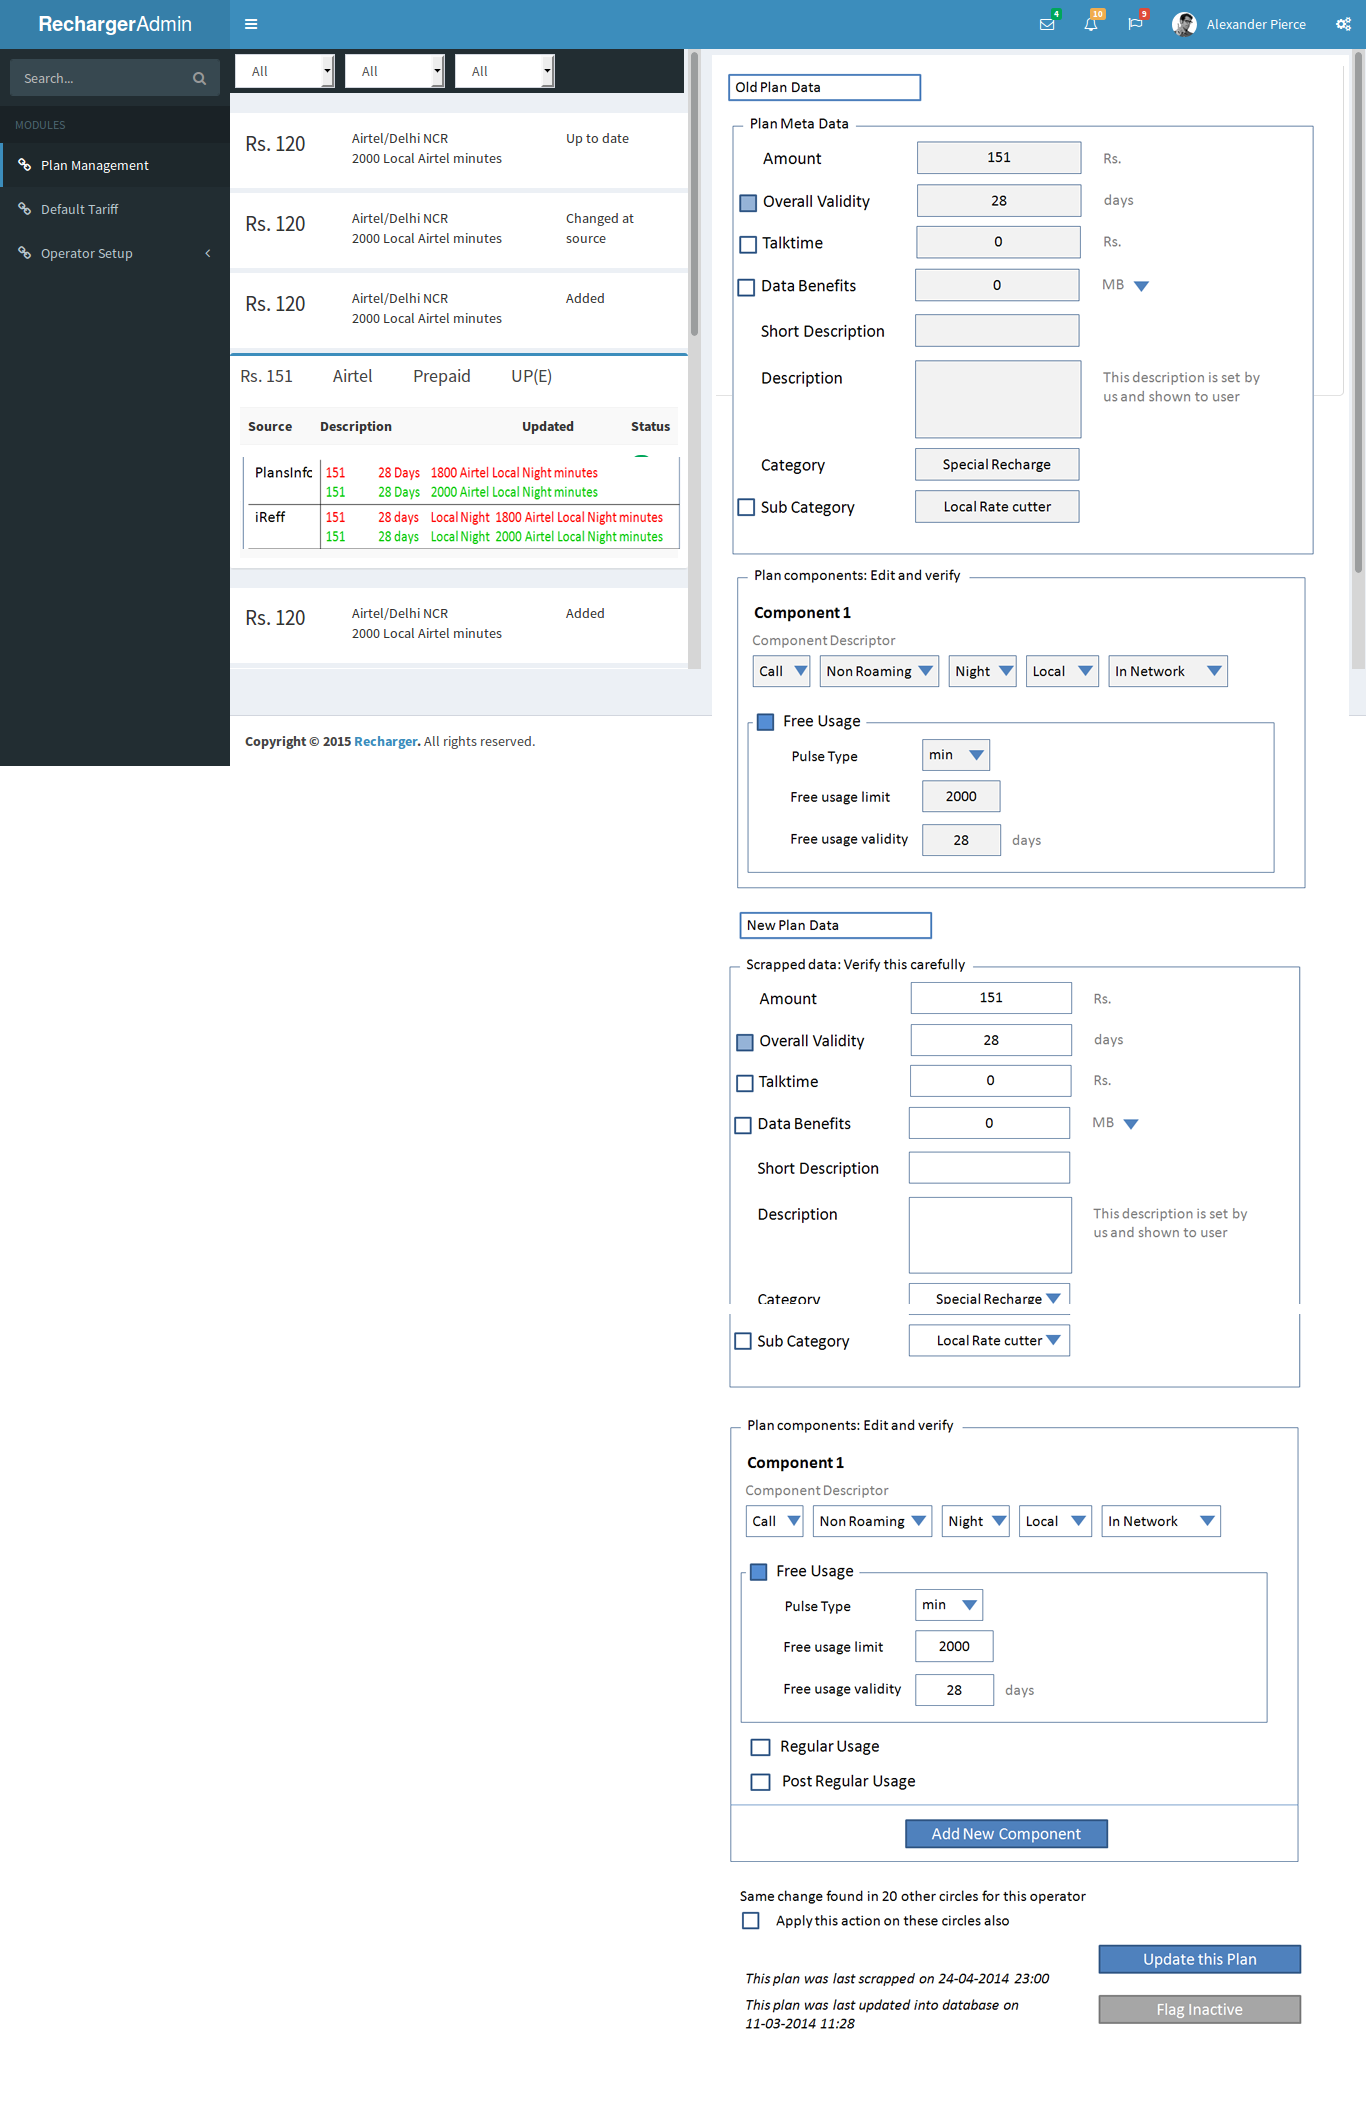 RechargerAdmin
4
10
9
Alexander Pierce
Search...
MODULES
Plan Management
Default Tariff
Operator Setup
All
All
All
Rs. 120
Airtel/Delhi NCR
2000 Local Airtel minutes
Up to date
Rs. 120
Airtel/Delhi NCR
2000 Local Airtel minutes
Changed at
source
Rs. 120
Airtel/Delhi NCR
2000 Local Airtel minutes
Added
Rs. 151 Airtel Prepaid UP(E)
Source Description Updated Status
PlansInfo 151 28 Days 1800 Airtel Local Night minutes
151 28 Days 2000 Airtel Local Night minutes
iReff 151 28 days Local Night 1800 Airtel Local Night minutes
151 28 days Local Night 2000 Airtel Local Night minutes
Rs. 120
Airtel/Delhi NCR
2000 Local Airtel minutes
Added
Copyright © 2015 Recharger. All rights reserved.
Old Plan Data
Plan Meta Data
Amount 151 Rs.
Overall Validity 28 days
Talktime 0 Rs.
Data Benefits 0 MB
Short Description
Description
This description is set by
us and shown to user
Category Special Recharge
Sub Category Local Rate cutter
Plan components: Edit and verify
Component 1
Component Descriptor
Call Non Roaming Night Local In Network
Free Usage
Pulse Type min
Free usage limit 2000
Free usage validity 28 days
New Plan Data
Scrapped data: Verify this carefully
Amount 151 Rs.
Overall Validity 28 days
Talktime 0 Rs.
Data Benefits 0 MB
Short Description
Description
This description is set by
us and shown to user
Category Special Recharge
Sub Category Local Rate cutter
Plan components: Edit and verify
Component 1
Component Descriptor
Call Non Roaming Night Local In Network
Free Usage
Pulse Type min
Free usage limit 2000
Free usage validity 28 days
Regular Usage
Post Regular Usage
Add New Component
Same change found in 20 other circles for this operator
Apply this action on these circles also
Update this Plan
This plan was last scrapped on 24-04-2014 23:00
This plan was last updated into database on
11-03-2014 11:28
Flag Inactive